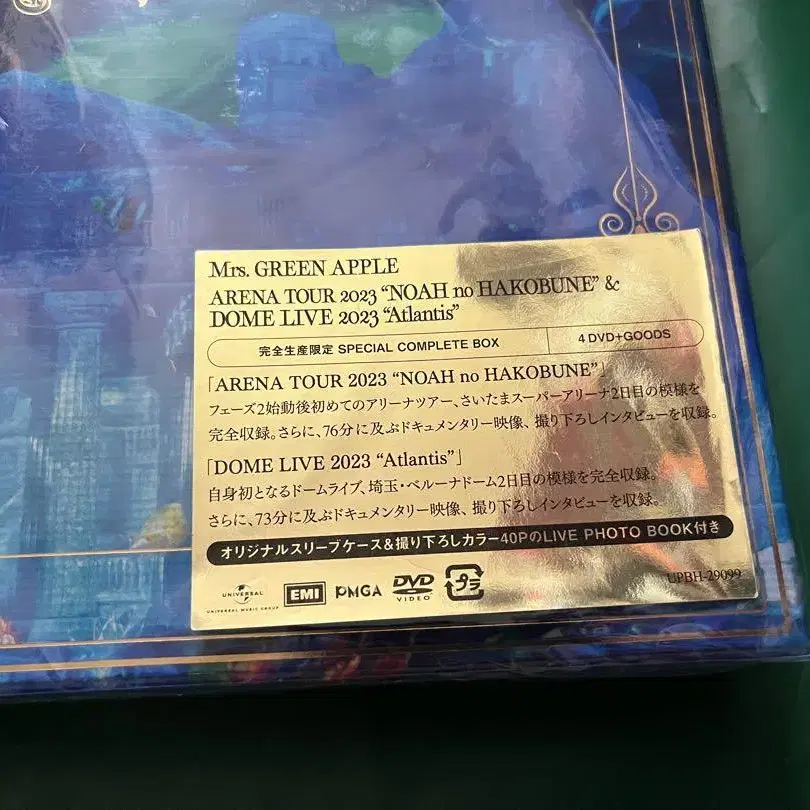 Mrs. GREEN APPLE
ARENA TOUR 2023 “NOAH no HAKOBUNE” &
DOME LIVE 2023 “Atlantis”
完全生産限定 SPECIAL COMPLETE BOX
4 DVD+GOODS
「ARENA TOUR 2023 “NOAH no HAKOBUNE”」
フェーズ2始動後初めてのアリーナツアー、さいたまスーパーアリーナ2日目の模様を
完全収録。さらに、76分に及ぶドキュメンタリー映像、撮り下ろしインタビューを収録。
「DOME LIVE 2023 “Atlantis”」
自身初となるドームライブ、埼玉・ベルーナドーム2日目の模様を完全収録。
さらに、73分に及ぶドキュメンタリー映像、撮り下ろしインタビューを収録。
オリジナルスリーブケース&撮り下ろしカラー40PのLIVE PHOTO BOOK付き
UNIVERSAL
UNIVERSAL MUSIC GROUP
EMI
PMGA
DVD
VIDEO
プラ
UPBH-29099